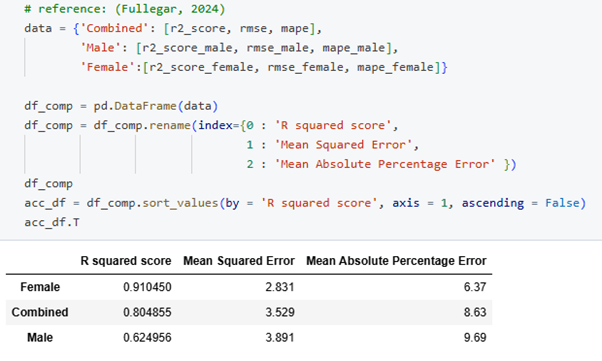 # reference: (Fullegar, 2024)
data = {'Combined': [r2_score, rmse, mape],
'Male': [r2_score_male, rmse_male, mape_male],
'Female':[r2_score_female, rmse_female, mape_female]}
df_comp = pd.DataFrame(data)
df_comp = df_comp.rename(index={0 : 'R squared score',
1 : 'Mean Squared Error',
2 : 'Mean Absolute Percentage Error' })
df_comp
acc_df = df_comp.sort_values(by = 'R squared score', axis = 1, ascending = False)
acc_df.T
R squared score Mean Squared Error Mean Absolute Percentage Error
Female 0.910450 2.831 6.37
Combined 0.804855 3.529 8.63
Male 0.624956 3.891 9.69